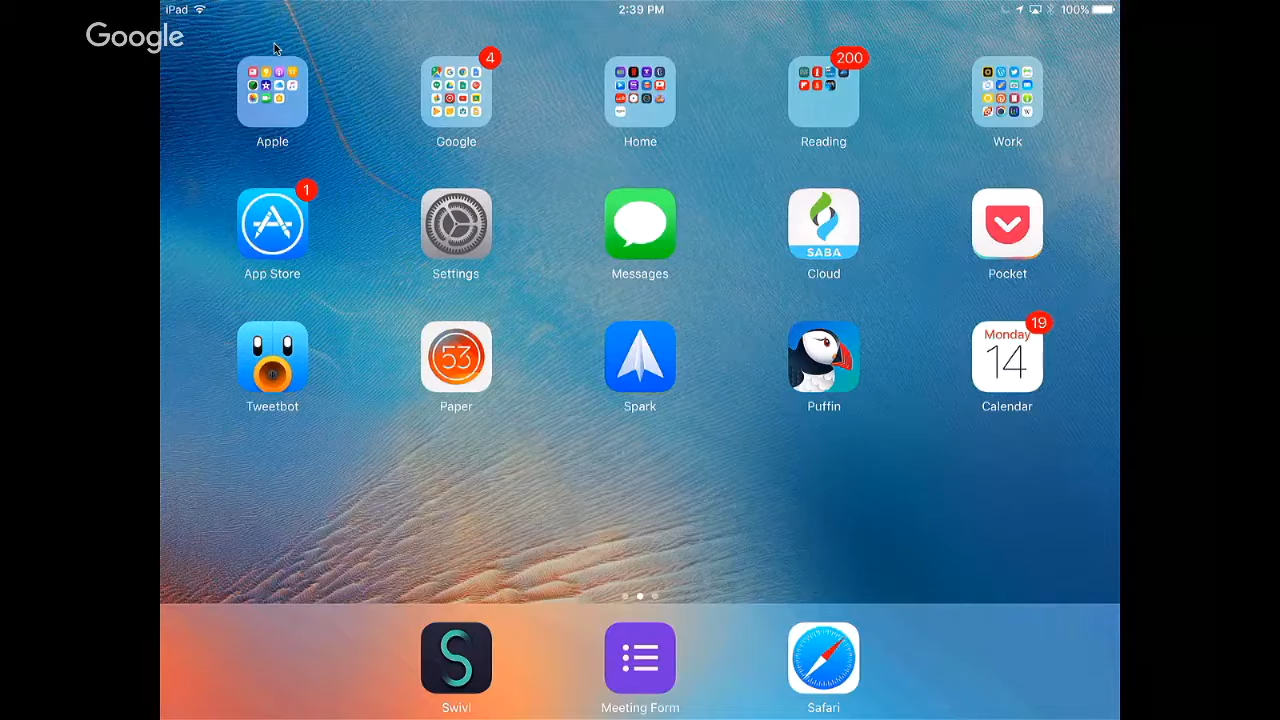 iPad 2:39 PM 100%
Google
4
200
Apple Google Home Reading Work
1
SABA
App Store Settings Messages Cloud Pocket
19
Monday
53
14
Tweetbot Paper Spark Puffin Calendar
S
Swivl Meeting Form Safari